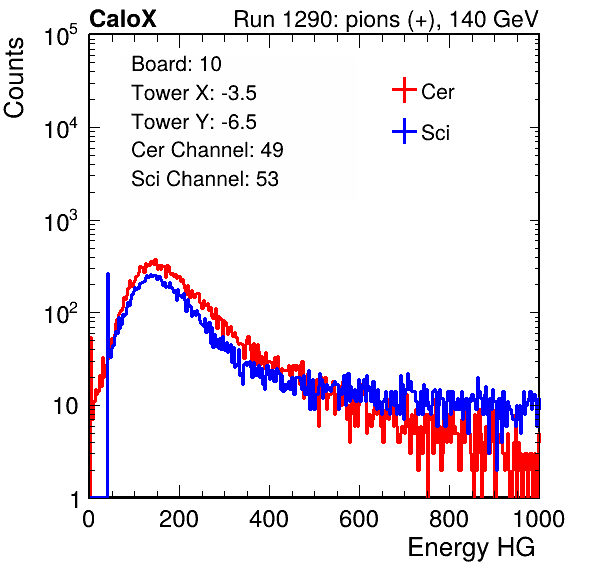 CaloX Run 1290: pions (+), 140 GeV
Counts
Board: 10
Tower X: -3.5
Tower Y: -6.5
Cer Channel: 49
Sci Channel: 53
Cer
Sci
10^5
10^4
10^3
10^2
10
1
0 200 400 600 800 1000
Energy HG